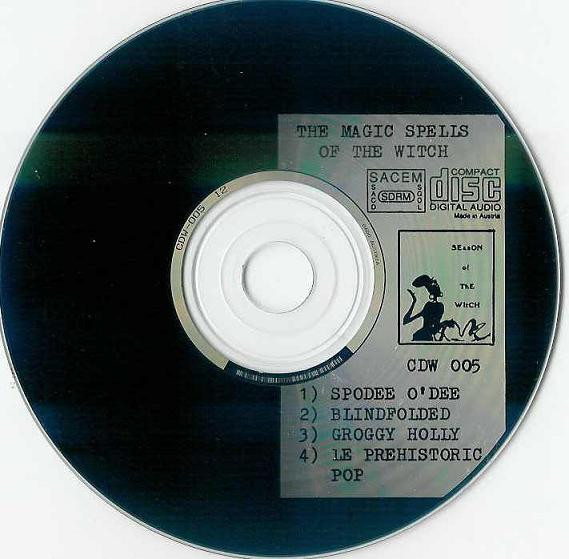 THE MAGIC SPELLS
OF THE WITCH
SACEM
SACD
SDRM
SGDL
COMPACT
disc
DIGITAL AUDIO
Made in Austria
SEasON
of
ThE
WitCH
CDW 005
CDW-005 12
1) SPODEE O'DEE
2) BLINDFOLDED
3) GROGGY HOLLY
4) LE PREHISTORIC
POP